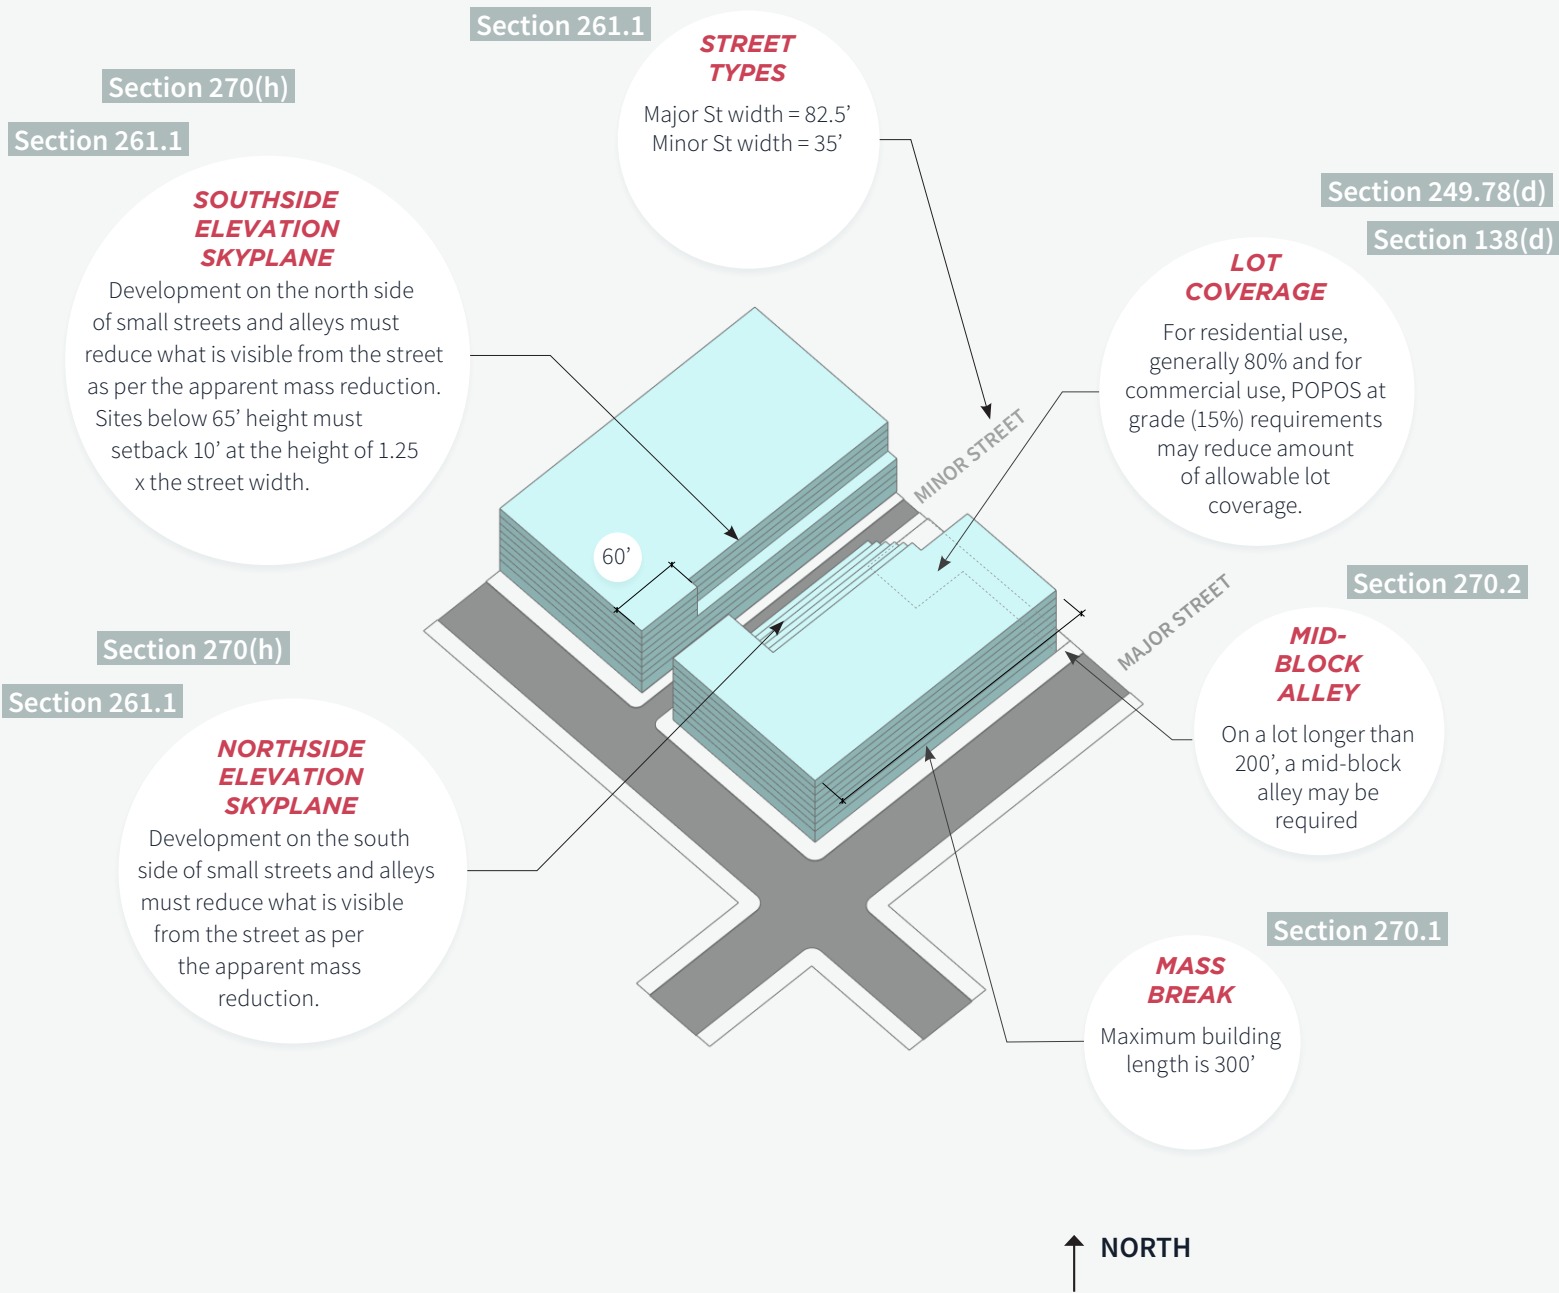 Section 261.1
STREET
TYPES
Major St width = 82.5’
Minor St width = 35’
Section 270(h)
Section 261.1
SOUTHSIDE
ELEVATION
SKYPLANE
Development on the north side
of small streets and alleys must
reduce what is visible from the street
as per the apparent mass reduction.
Sites below 65’ height must
setback 10’ at the height of 1.25
x the street width.
Section 249.78(d)
Section 138(d)
LOT
COVERAGE
For residential use,
generally 80% and for
commercial use, POPOS at
grade (15%) requirements
may reduce amount
of allowable lot
coverage.
MINOR STREET
60’
MAJOR STREET
Section 270.2
MID-
BLOCK
ALLEY
On a lot longer than
200’, a mid-block
alley may be
required
Section 270(h)
Section 261.1
NORTHSIDE
ELEVATION
SKYPLANE
Development on the south
side of small streets and alleys
must reduce what is visible
from the street as per
the apparent mass
reduction.
Section 270.1
MASS
BREAK
Maximum building
length is 300’
NORTH